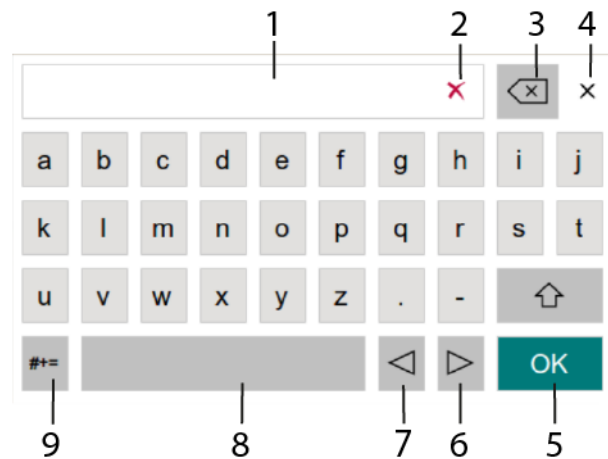 1 2 3 4
a b c d e f g h i j
k l m n o p q r s t
u v w x y z . -
#+= OK
9 8 7 6 5